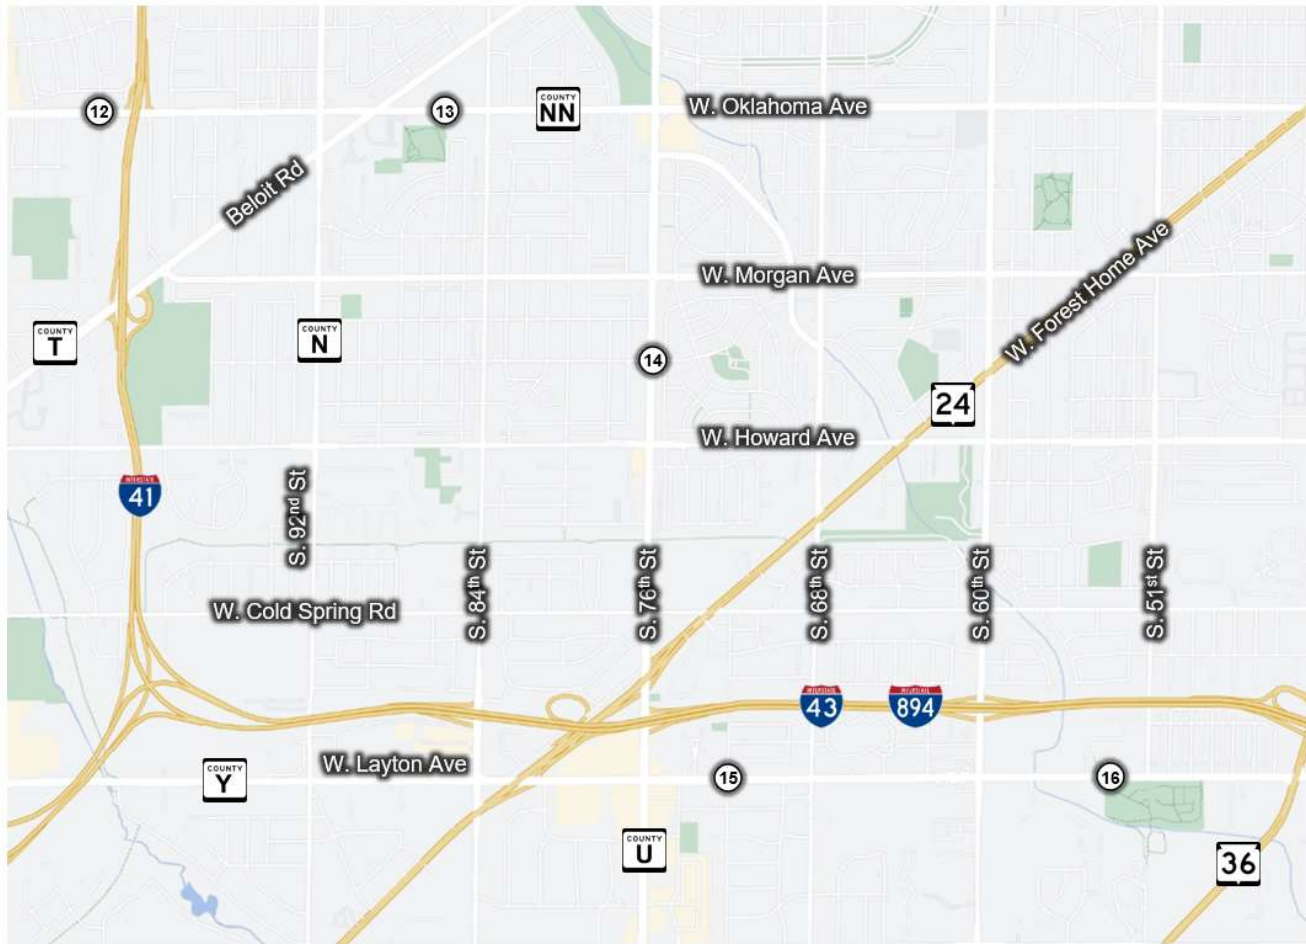 12
13
COUNTY
NN
W. Oklahoma Ave
Beloit Rd
W. Morgan Ave
W. Forest Home Ave
COUNTY
T
COUNTY
N
14
24
W. Howard Ave
INTERSTATE
41
S. 92nd St
S. 84th St
S. 76th St
S. 68th St
S. 60th St
S. 51st St
W. Cold Spring Rd
INTERSTATE
43
INTERSTATE
894
W. Layton Ave
COUNTY
Y
15
16
COUNTY
U
36